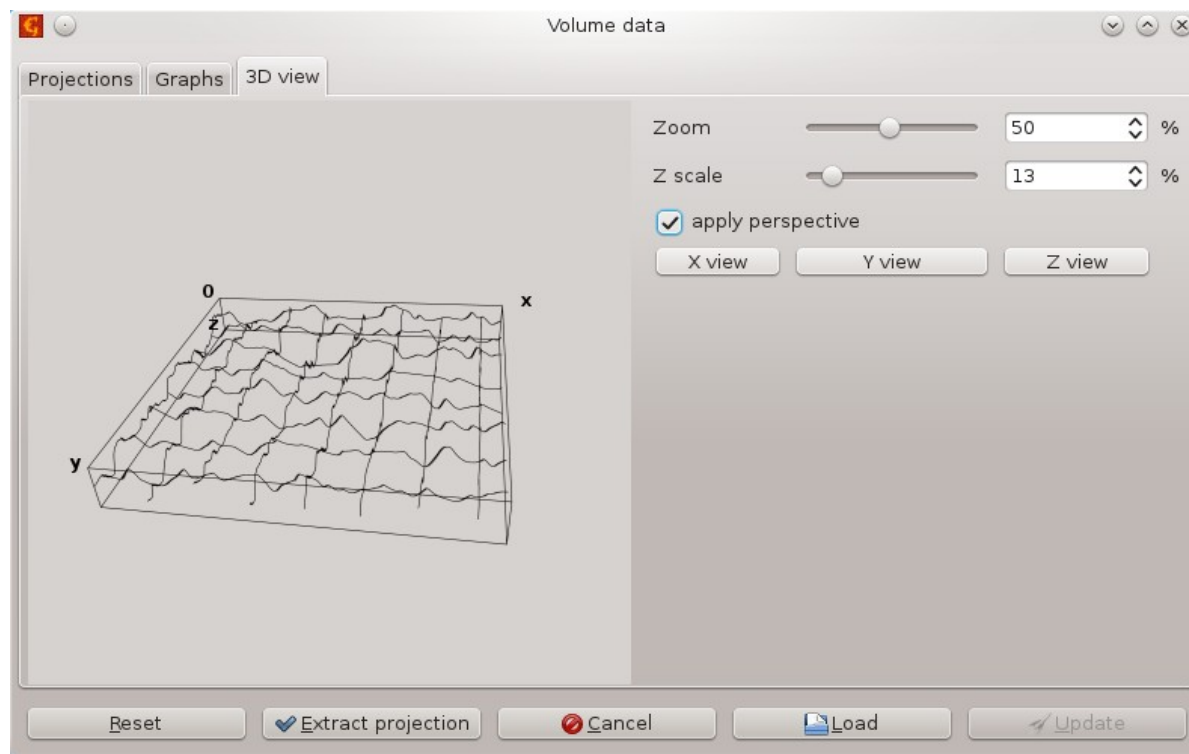 Volume data
Projections Graphs 3D view
Zoom 50 %
Z scale 13 %
apply perspective
X view Y view Z view
0 x
z
y
Reset Extract projection Cancel Load Update